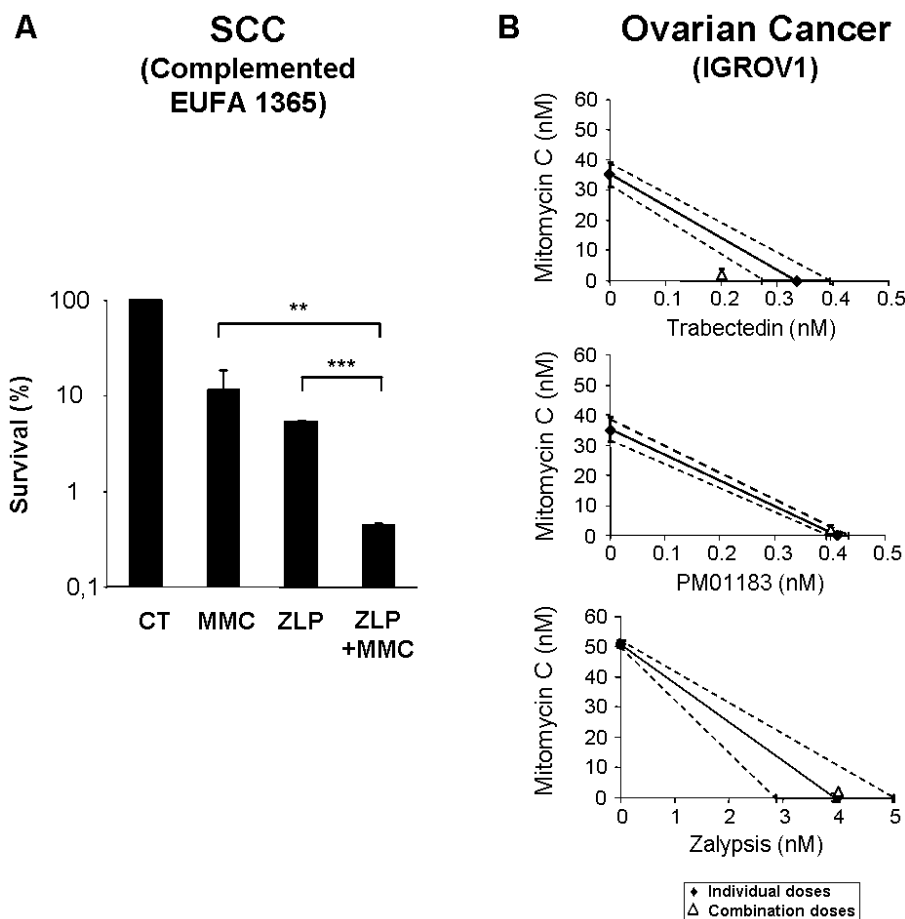 A
SCC
(Complemented
EUFA 1365)
Survival (%)
100
10
1
0,1
**
***
CT
MMC
ZLP
ZLP
+MMC
B
Ovarian Cancer
(IGROV1)
Mitomycin C (nM)
60
50
40
30
20
10
0
0 0.1 0.2 0.3 0.4 0.5
Trabectedin (nM)
Mitomycin C (nM)
60
50
40
30
20
10
0
0 0.1 0.2 0.3 0.4 0.5
PM01183 (nM)
Mitomycin C (nM)
60
50
40
30
20
10
0
0 1 2 3 4 5
Zalypsis (nM)
Individual doses
Combination doses